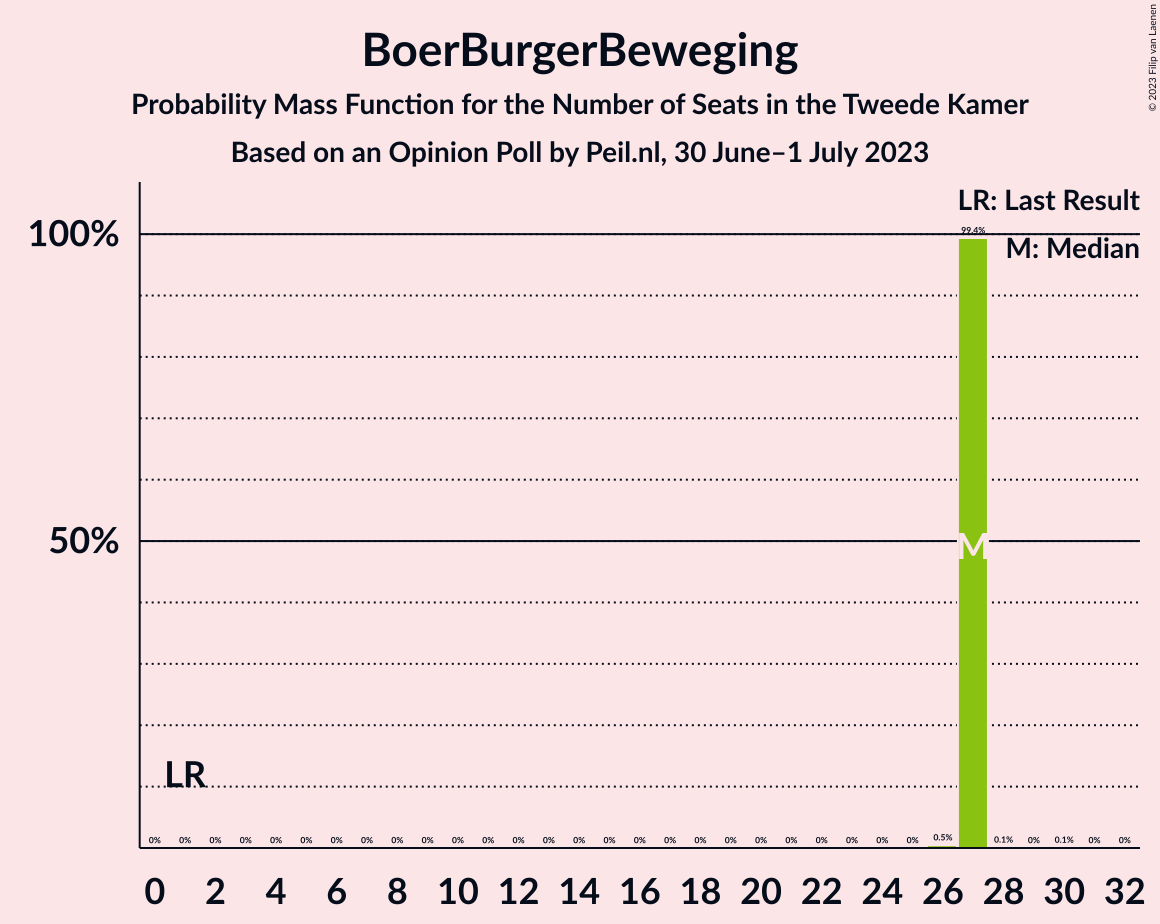 BoerBurgerBeweging
Probability Mass Function for the Number of Seats in the Tweede Kamer
Based on an Opinion Poll by Peil.nl, 30 June–1 July 2023
© 2023 Filip van Laenen
LR: Last Result
M: Median
100%
50%
99.4%
M
LR
0% 0% 0% 0% 0% 0% 0% 0% 0% 0% 0% 0% 0% 0% 0% 0% 0% 0% 0% 0% 0% 0% 0% 0% 0% 0% 0.5% 0.1% 0% 0.1% 0% 0%
0 2 4 6 8 10 12 14 16 18 20 22 24 26 28 30 32